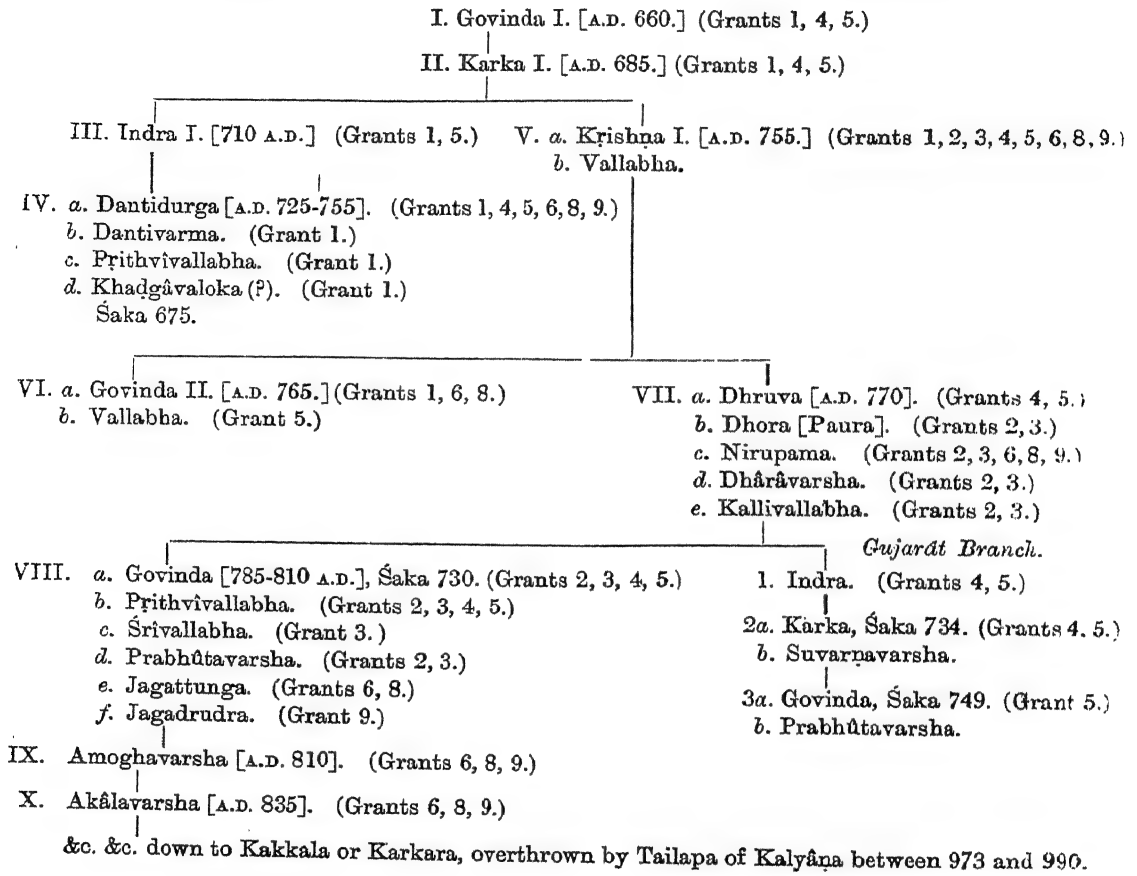 I. Govinda I. [A.D. 660.] (Grants 1, 4, 5.)
II. Karka I. [A.D. 685.] (Grants 1, 4, 5.)
III. Indra I. [710 A.D.] (Grants 1, 5.)
V. a. Kṛishṇa I. [A.D. 755.] (Grants 1, 2, 3, 4, 5, 6, 8, 9.)
b. Vallabha.
IV. a. Dantidurga [A.D. 725-755]. (Grants 1, 4, 5, 6, 8, 9.)
b. Dantivarma. (Grant 1.)
c. Pṛithvîvallabha. (Grant 1.)
d. Khaḍgâvaloka (?). (Grant 1.)
Śaka 675.
VI. a. Govinda II. [A.D. 765.] (Grants 1, 6, 8.)
b. Vallabha. (Grant 5.)
VII. a. Dhruva [A.D. 770]. (Grants 4, 5.)
b. Dhora [Paura]. (Grants 2, 3.)
c. Nirupama. (Grants 2, 3, 6, 8, 9.)
d. Dhârâvarsha. (Grants 2, 3.)
e. Kallivallabha. (Grants 2, 3.)
VIII. a. Govinda [785-810 A.D.], Śaka 730. (Grants 2, 3, 4, 5.)
b. Pṛithvîvallabha. (Grants 2, 3, 4, 5.)
c. Śrîvallabha. (Grant 3.)
d. Prabhûtavarsha. (Grants 2, 3.)
e. Jagattunga. (Grants 6, 8.)
f. Jagadrudra. (Grant 9.)
Gujarât Branch.
1. Indra. (Grants 4, 5.)
2a. Karka, Śaka 734. (Grants 4. 5.)
b. Suvarṇavarsha.
3a. Govinda, Śaka 749. (Grant 5.)
b. Prabhûtavarsha.
IX. Amoghavarsha [A.D. 810]. (Grants 6, 8, 9.)
X. Akâlavarsha [A.D. 835]. (Grants 6, 8, 9.)
&c. &c. down to Kakkala or Karkara, overthrown by Tailapa of Kalyâṇa between 973 and 990.